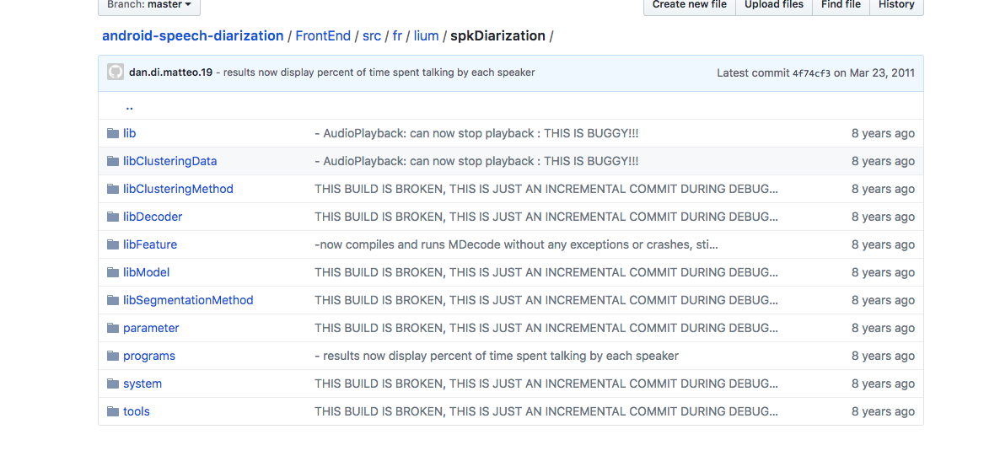 Branch: master
Create new file Upload files Find file History
android-speech-diarization / FrontEnd / src / fr / lium / spkDiarization /
dan.di.matteo.19 - results now display percent of time spent talking by each speaker Latest commit 4f74cf3 on Mar 23, 2011
..
lib - AudioPlayback: can now stop playback : THIS IS BUGGY!!! 8 years ago
libClusteringData - AudioPlayback: can now stop playback : THIS IS BUGGY!!! 8 years ago
libClusteringMethod THIS BUILD IS BROKEN, THIS IS JUST AN INCREMENTAL COMMIT DURING DEBUG... 8 years ago
libDecoder THIS BUILD IS BROKEN, THIS IS JUST AN INCREMENTAL COMMIT DURING DEBUG... 8 years ago
libFeature -now compiles and runs MDecode without any exceptions or crashes, sti... 8 years ago
libModel THIS BUILD IS BROKEN, THIS IS JUST AN INCREMENTAL COMMIT DURING DEBUG... 8 years ago
libSegmentationMethod THIS BUILD IS BROKEN, THIS IS JUST AN INCREMENTAL COMMIT DURING DEBUG... 8 years ago
parameter THIS BUILD IS BROKEN, THIS IS JUST AN INCREMENTAL COMMIT DURING DEBUG... 8 years ago
programs - results now display percent of time spent talking by each speaker 8 years ago
system THIS BUILD IS BROKEN, THIS IS JUST AN INCREMENTAL COMMIT DURING DEBUG... 8 years ago
tools THIS BUILD IS BROKEN, THIS IS JUST AN INCREMENTAL COMMIT DURING DEBUG... 8 years ago